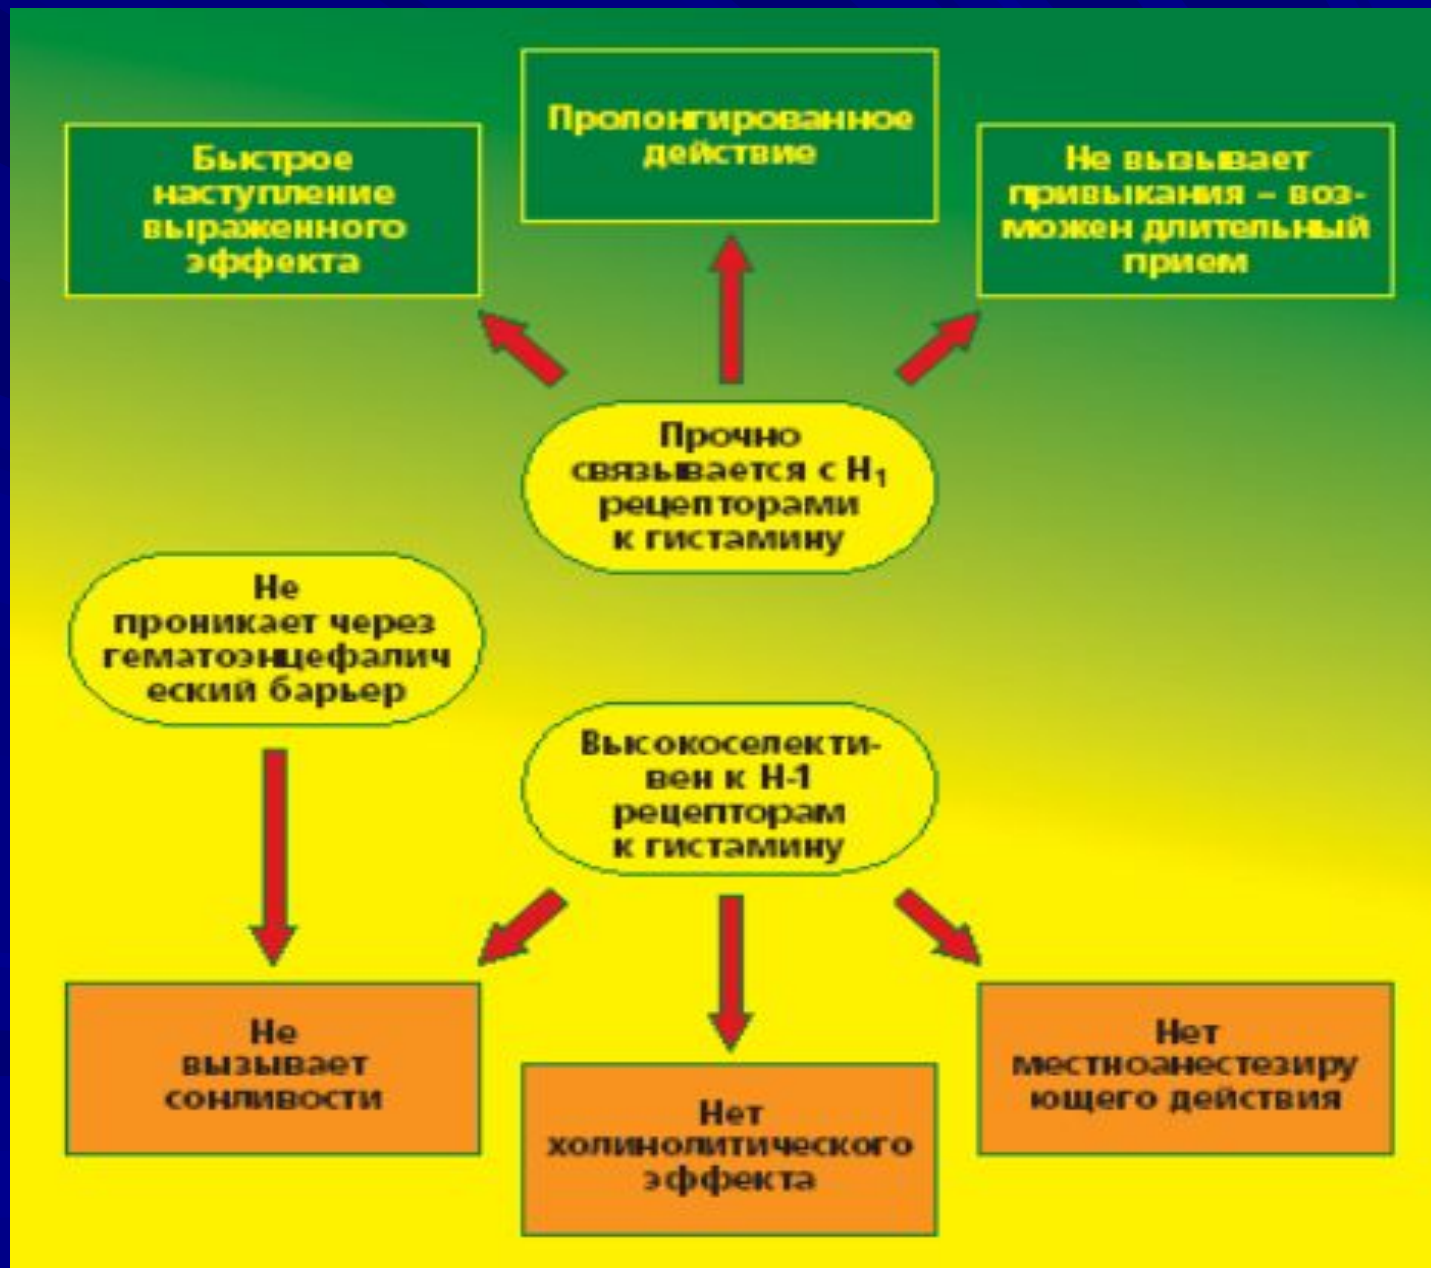 Пролонгированное
действие
Быстрое
наступление
выраженного
эффекта
Не вызывает
привыкания – воз-
можен длительный
прием
Прочно
связывается с H₁
рецепторами
к гистамину
Не
проникает через
гематоэнцефалич
еский барьер
Высокоселекти-
вен к H-1
рецепторам
к гистамину
Не
вызывает
сонливости
Нет
холинолитического
эффекта
Нет
местноанестезиру
ющего действия